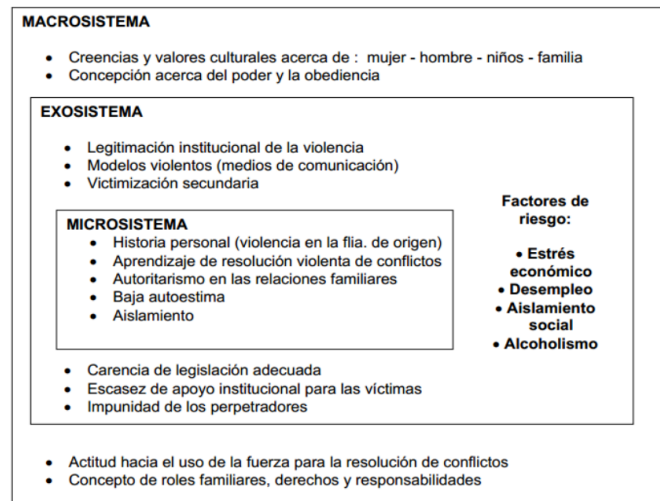 MACROSISTEMA
• Creencias y valores culturales acerca de : mujer - hombre - niños - familia
• Concepción acerca del poder y la obediencia
EXOSISTEMA
• Legitimación institucional de la violencia
• Modelos violentos (medios de comunicación)
• Victimización secundaria
MICROSISTEMA
• Historia personal (violencia en la flia. de origen)
• Aprendizaje de resolución violenta de conflictos
• Autoritarismo en las relaciones familiares
• Baja autoestima
• Aislamiento
Factores de
riesgo:
• Estrés
económico
• Desempleo
• Aislamiento
social
• Alcoholismo
• Carencia de legislación adecuada
• Escasez de apoyo institucional para las víctimas
• Impunidad de los perpetradores
• Actitud hacia el uso de la fuerza para la resolución de conflictos
• Concepto de roles familiares, derechos y responsabilidades